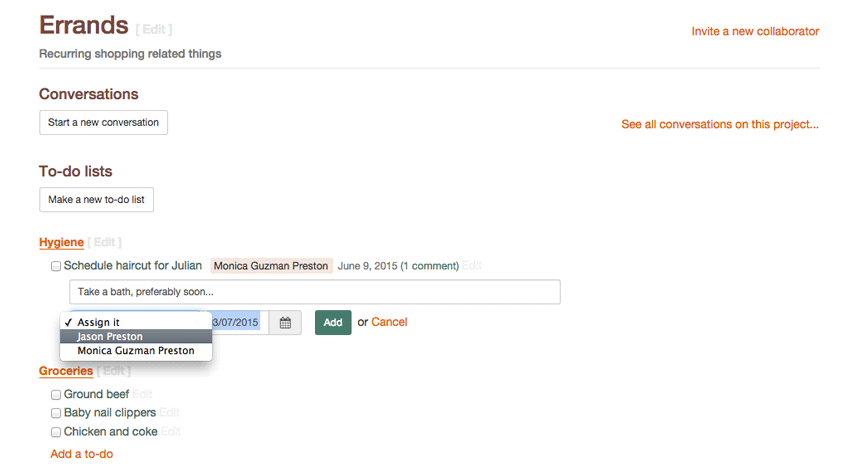 Errands [ Edit ]
Invite a new collaborator
Recurring shopping related things
Conversations
Start a new conversation
See all conversations on this project...
To-do lists
Make a new to-do list
Hygiene [ Edit ]
Schedule haircut for Julian Monica Guzman Preston June 9, 2015 (1 comment) Edit
Take a bath, preferably soon...
✓ Assign it 3/07/2015 Add or Cancel
Jason Preston
Monica Guzman Preston
Groceries [ Edit ]
Ground beef Edit
Baby nail clippers Edit
Chicken and coke Edit
Add a to-do